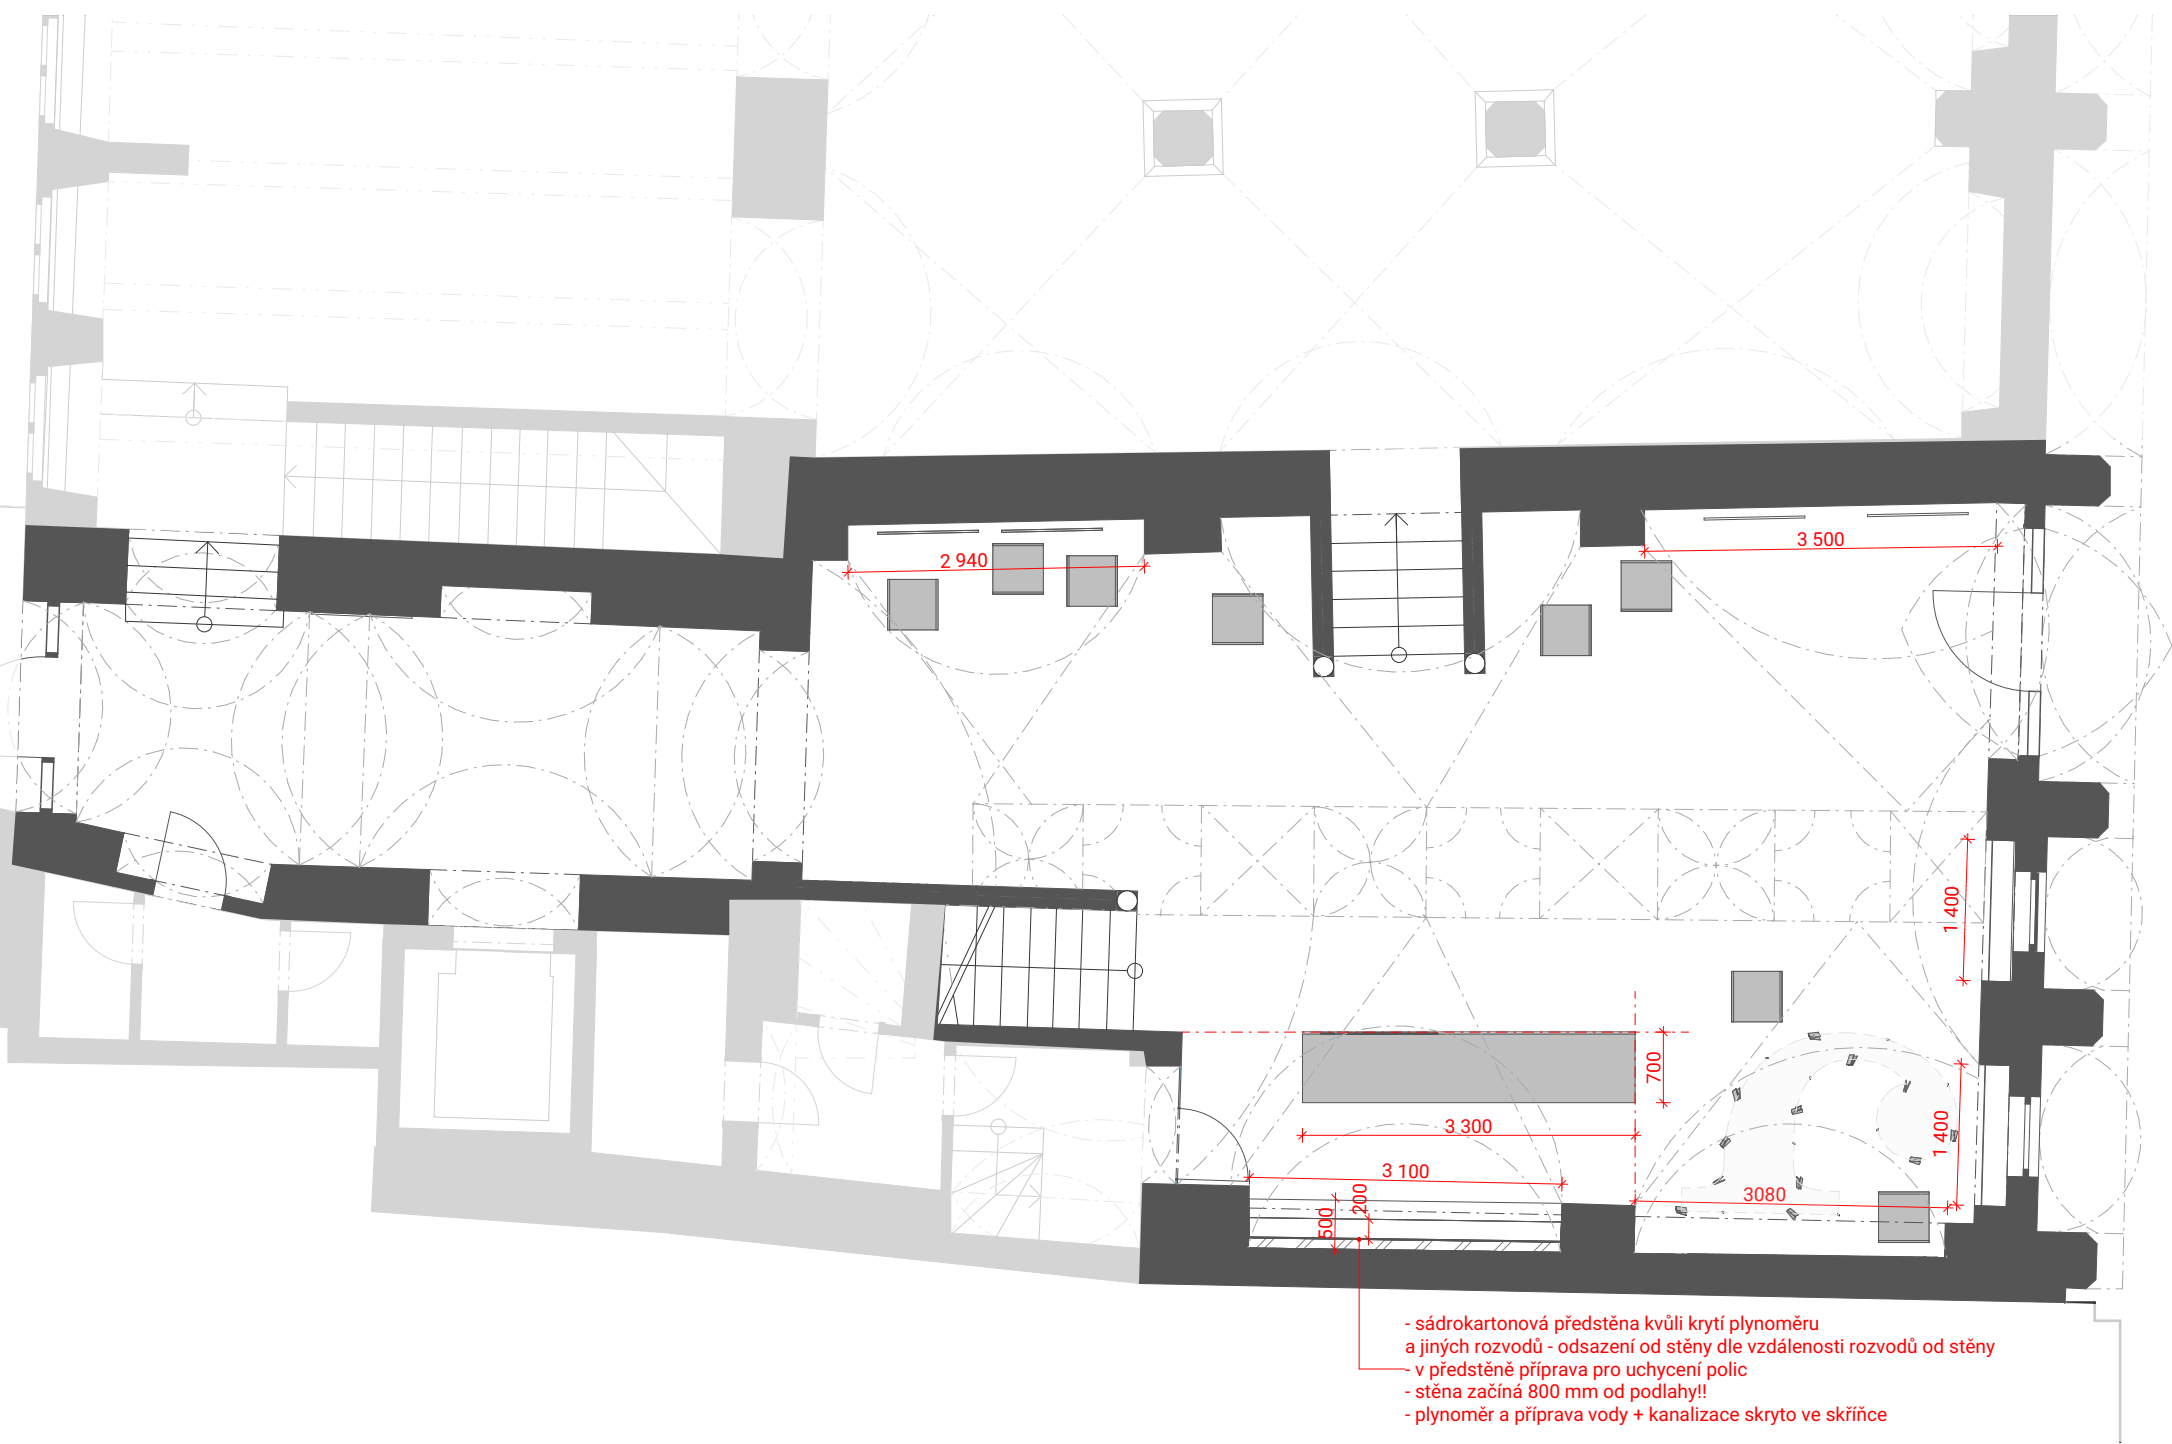 2 940
3 500
1 400
700
3 300
1 400
3 100
200
3080
500
- sádrokartonová předstěna kvůli krytí plynoměru
a jiných rozvodů - odsazení od stěny dle vzdálenosti rozvodů od stěny
- v předstěně příprava pro uchycení polic
- stěna začíná 800 mm od podlahy!!
- plynoměr a příprava vody + kanalizace skryto ve skříňce